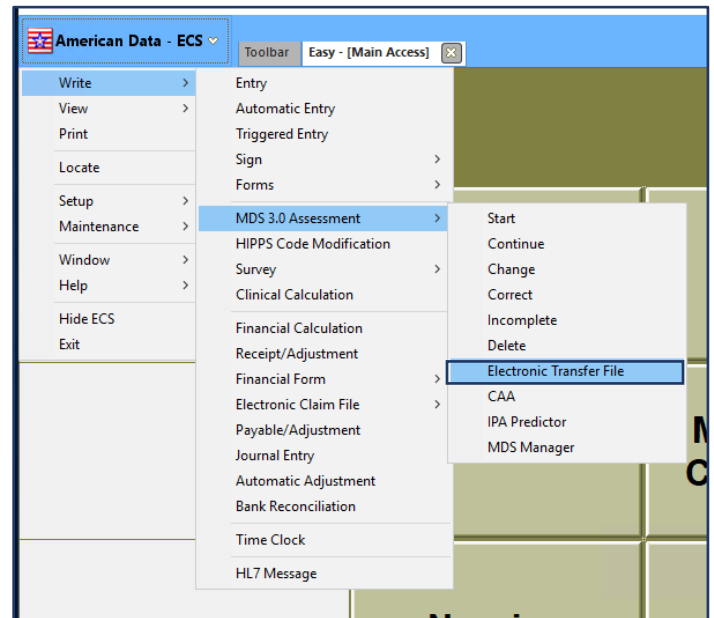 American Data - ECS
Toolbar
Easy - [Main Access]
Write
View
Print
Locate
Setup
Maintenance
Window
Help
Hide ECS
Exit
Entry
Automatic Entry
Triggered Entry
Sign
Forms
MDS 3.0 Assessment
HIPPS Code Modification
Survey
Clinical Calculation
Financial Calculation
Receipt/Adjustment
Financial Form
Electronic Claim File
Payable/Adjustment
Journal Entry
Automatic Adjustment
Bank Reconciliation
Time Clock
HL7 Message
Start
Continue
Change
Correct
Incomplete
Delete
Electronic Transfer File
CAA
IPA Predictor
MDS Manager